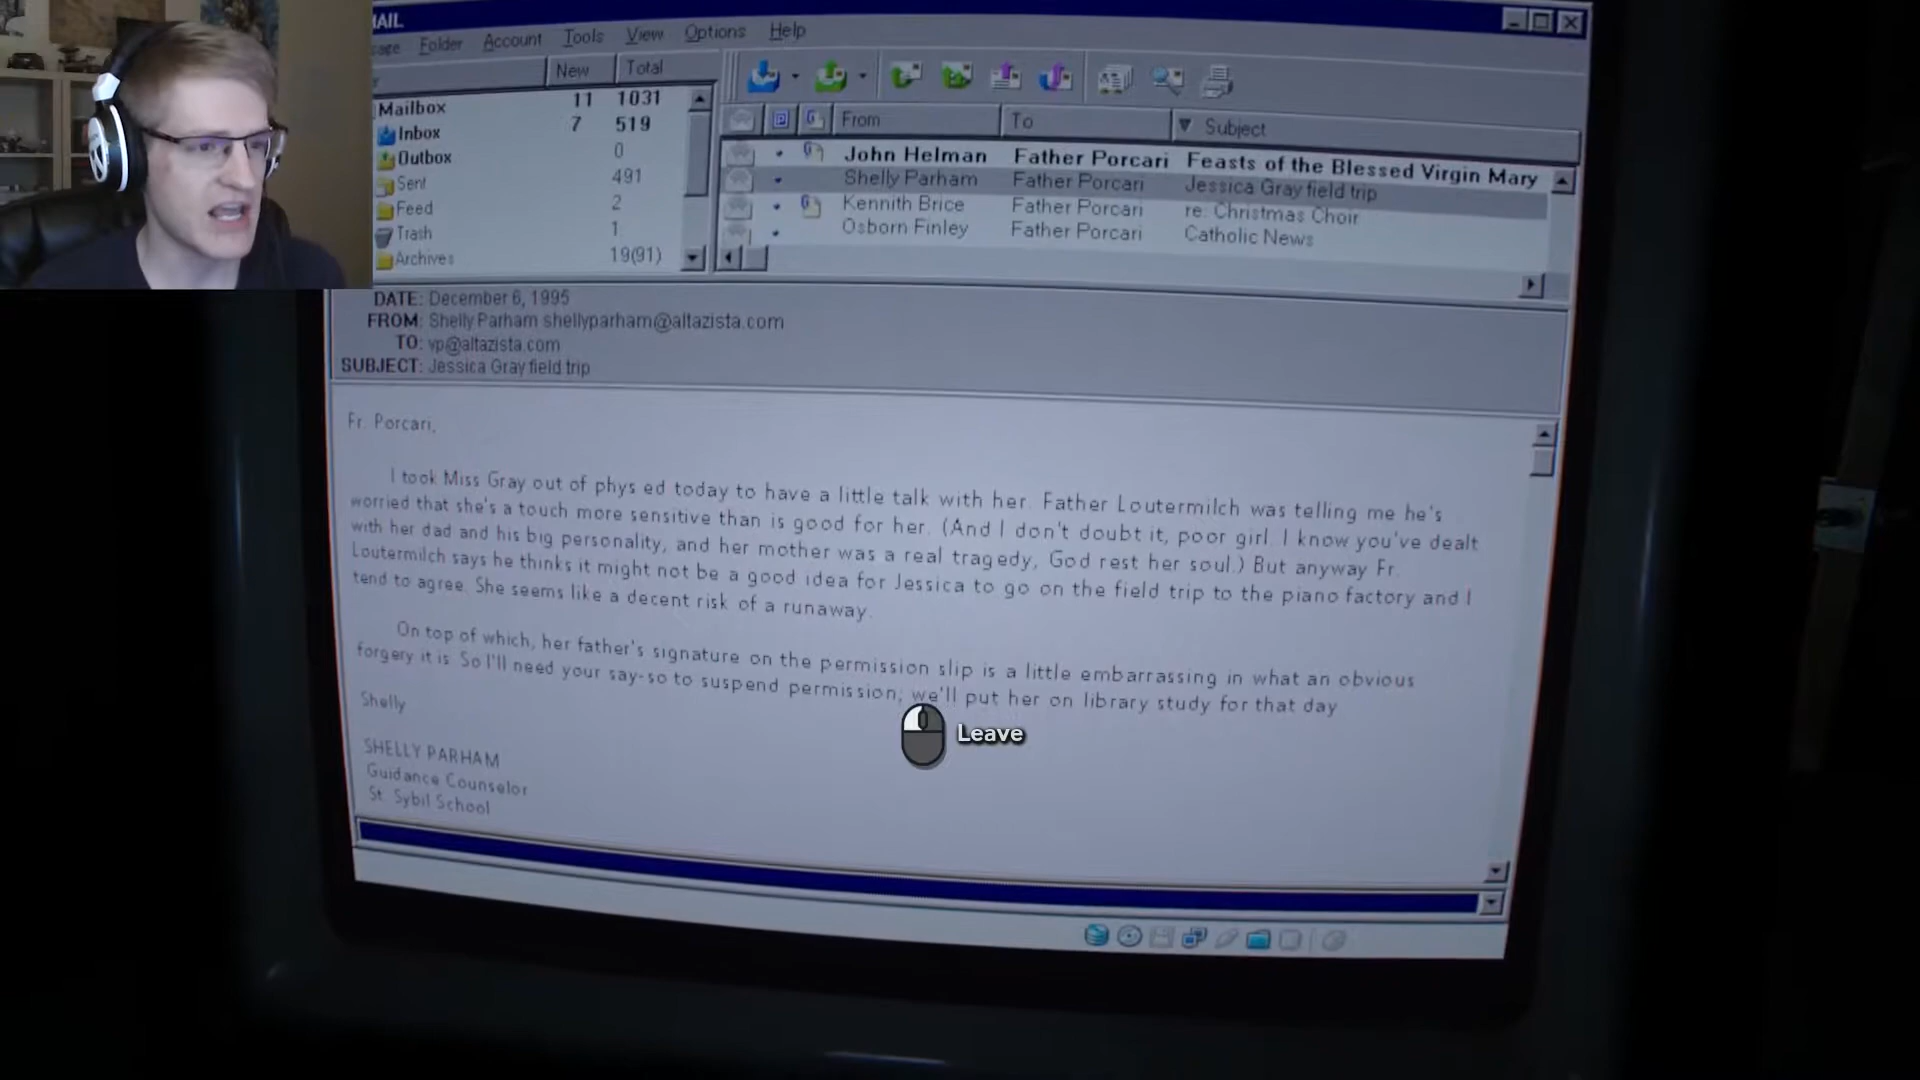 MAIL
Folder Account Tools View Options Help
New Total
Mailbox 11 1031
Inbox 7 519
Outbox 0
Sent 491
Feed 2
Trash 1
Archives 19(91)
From To Subject
John Helman Father Porcari Feasts of the Blessed Virgin Mary
Shelly Parham Father Porcari Jessica Gray field trip
Kennith Brice Father Porcari re: Christmas Choir
Osborn Finley Father Porcari Catholic News
DATE: December 6, 1995
FROM: Shelly Parham shellyparham@altazista.com
TO: vp@altazista.com
SUBJECT: Jessica Gray field trip
Fr. Porcari,
I took Miss Gray out of phys ed today to have a little talk with her. Father Loutermilch was telling me he's
worried that she's a touch more sensitive than is good for her. (And I don't doubt it, poor girl. I know you've dealt
with her dad and his big personality, and her mother was a real tragedy, God rest her soul.) But anyway Fr.
Loutermilch says he thinks it might not be a good idea for Jessica to go on the field trip to the piano factory and I
tend to agree. She seems like a decent risk of a runaway.
On top of which, her father's signature on the permission slip is a little embarrassing in what an obvious
forgery it is. So I'll need your say-so to suspend permission; we'll put her on library study for that day
Shelly
SHELLY PARHAM
Guidance Counselor
St. Sybil School
Leave